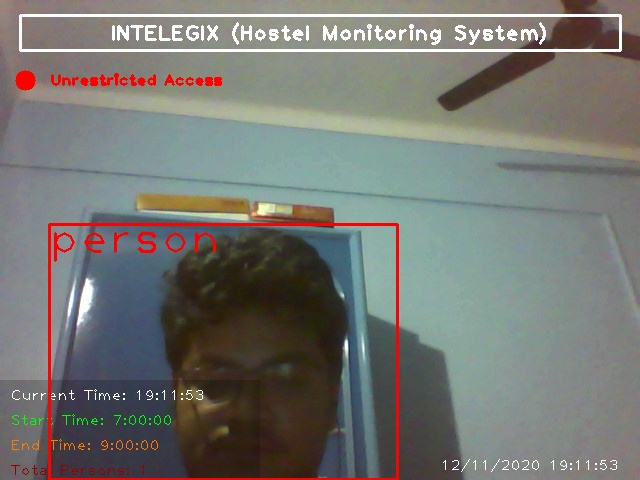 INTELEGIX (Hostel Monitoring System)
Unrestricted Access
person
Current Time: 19:11:53
Start Time: 7:00:00
End Time: 9:00:00
Total Persons: 1
12/11/2020 19:11:53